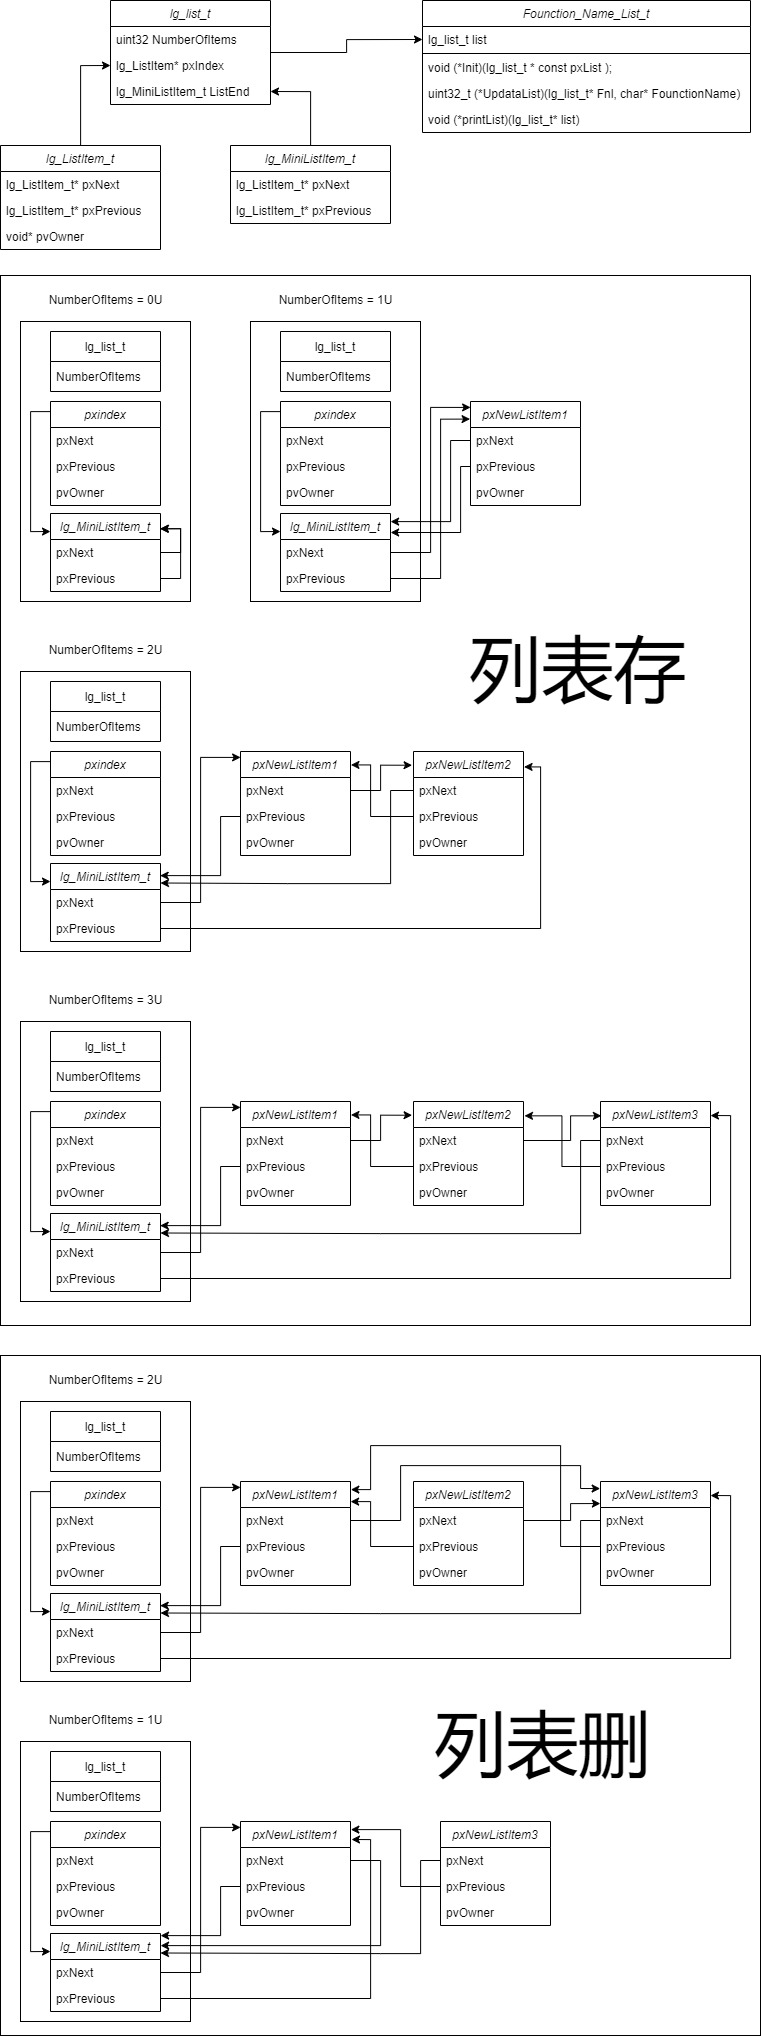 lg_list_t
uint32 NumberOfItems
lg_ListItem* pxIndex
lg_MiniListItem_t ListEnd
Founction_Name_List_t
lg_list_t list
void (*Init)(lg_list_t * const pxList );
uint32_t (*UpdataList)(lg_list_t* Fnl, char* FounctionName)
void (*printList)(lg_list_t* list)
lg_ListItem_t
lg_ListItem_t* pxNext
lg_ListItem_t* pxPrevious
void* pvOwner
lg_MiniListItem_t
lg_ListItem_t* pxNext
lg_ListItem_t* pxPrevious
NumberOfItems = 0U
lg_list_t
NumberOfItems
pxindex
pxNext
pxPrevious
pvOwner
lg_MiniListItem_t
pxNext
pxPrevious
NumberOfItems = 1U
lg_list_t
NumberOfItems
pxindex
pxNext
pxPrevious
pvOwner
lg_MiniListItem_t
pxNext
pxPrevious
pxNewListItem1
pxNext
pxPrevious
pvOwner
列表存
NumberOfItems = 2U
lg_list_t
NumberOfItems
pxindex
pxNext
pxPrevious
pvOwner
lg_MiniListItem_t
pxNext
pxPrevious
pxNewListItem1
pxNext
pxPrevious
pvOwner
pxNewListItem2
pxNext
pxPrevious
pvOwner
NumberOfItems = 3U
lg_list_t
NumberOfItems
pxindex
pxNext
pxPrevious
pvOwner
lg_MiniListItem_t
pxNext
pxPrevious
pxNewListItem1
pxNext
pxPrevious
pvOwner
pxNewListItem2
pxNext
pxPrevious
pvOwner
pxNewListItem3
pxNext
pxPrevious
pvOwner
NumberOfItems = 2U
lg_list_t
NumberOfItems
pxindex
pxNext
pxPrevious
pvOwner
lg_MiniListItem_t
pxNext
pxPrevious
pxNewListItem1
pxNext
pxPrevious
pvOwner
pxNewListItem2
pxNext
pxPrevious
pvOwner
pxNewListItem3
pxNext
pxPrevious
pvOwner
列表删
NumberOfItems = 1U
lg_list_t
NumberOfItems
pxindex
pxNext
pxPrevious
pvOwner
lg_MiniListItem_t
pxNext
pxPrevious
pxNewListItem1
pxNext
pxPrevious
pvOwner
pxNewListItem3
pxNext
pxPrevious
pvOwner